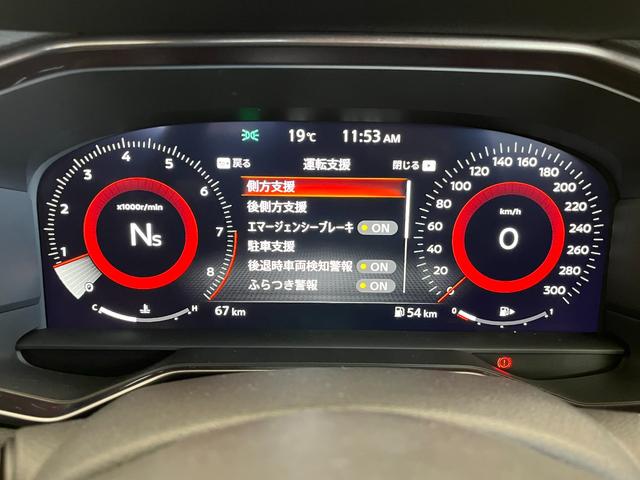 19℃ 11:53 AM
戻る 運転支援 閉じる
側方支援
後側方支援
エマージェンシーブレーキ ON
駐車支援
後退時車両検知警報 ON
ふらつき警報 ON
0 1 2 3 4 5 6 7 8
x1000r/min
Ns
C H
67 km
0 20 40 60 80 100 120 140 160 180 200 220 240 260 280 300
km/h
0
54 km
0 1